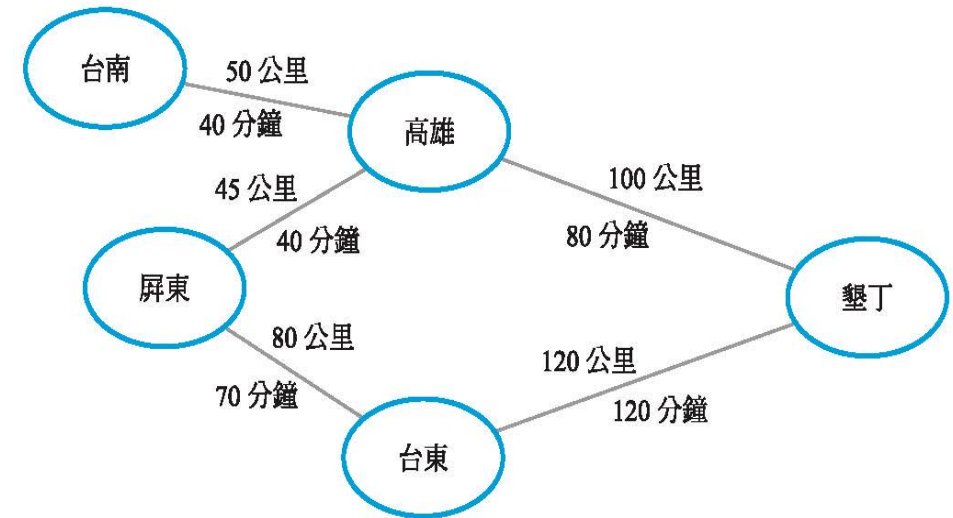 台南
50 公里
40 分鐘
高雄
45 公里
40 分鐘
100 公里
80 分鐘
屏東
墾丁
80 公里
70 分鐘
120 公里
120 分鐘
台東